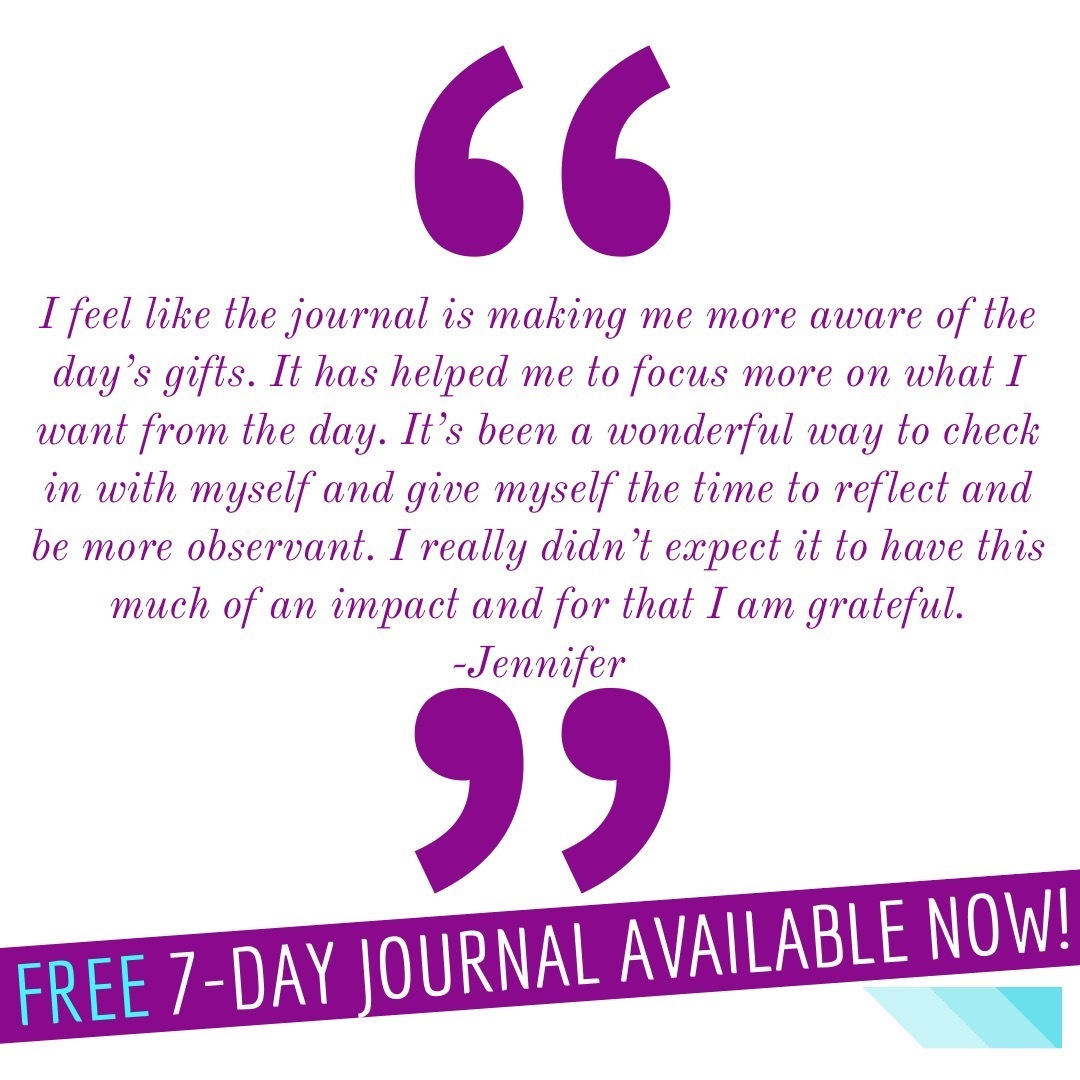 “
I feel like the journal is making me more aware of the
day’s gifts. It has helped me to focus more on what I
want from the day. It’s been a wonderful way to check
in with myself and give myself the time to reflect and
be more observant. I really didn’t expect it to have this
much of an impact and for that I am grateful.
-Jennifer
”
FREE 7-DAY JOURNAL AVAILABLE NOW!